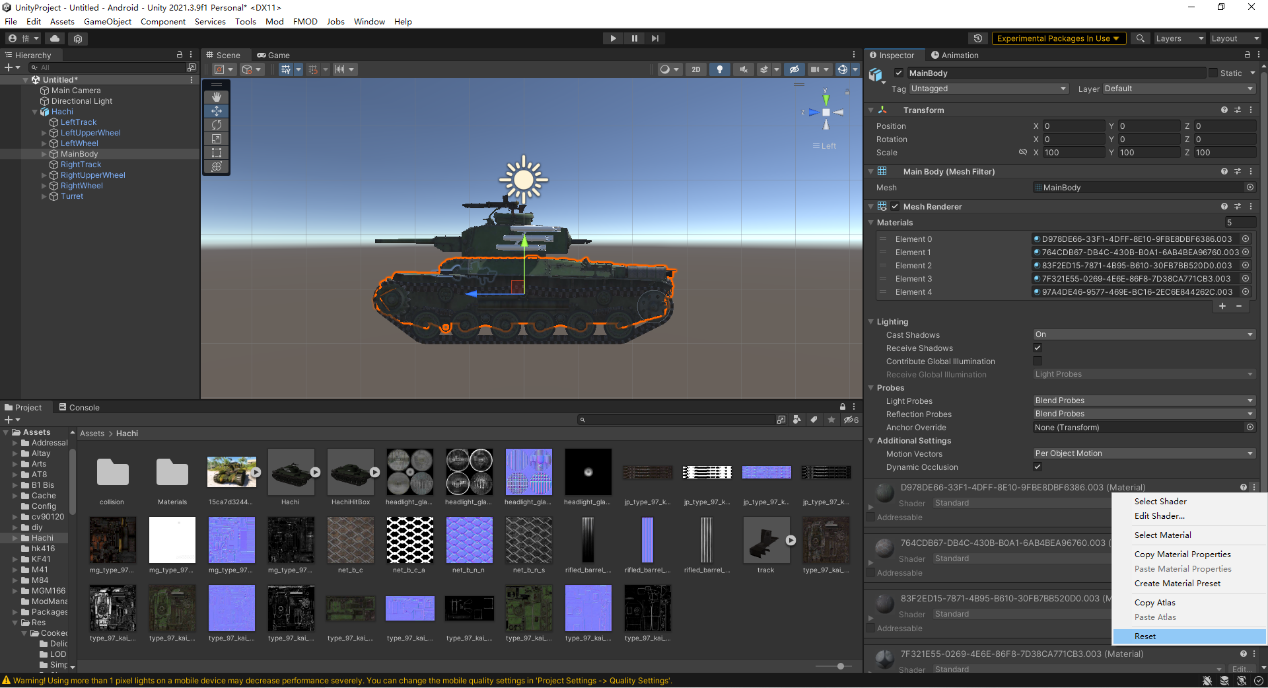 UnityProject - Untitled - Android - Unity 2021.3.9f1 Personal* <DX11>
File Edit Assets GameObject Component Services Tools Mod FMOD Jobs Window Help
Experimental Packages In Use
Layers
Layout
Hierarchy
All
Untitled*
Main Camera
Directional Light
Hachi
LeftTrack
LeftUpperWheel
LeftWheel
MainBody
RightTrack
RightUpperWheel
RightWheel
Turret
Scene
Game
2D
y
Left
Inspector
Animation
MainBody
Static
Tag Untagged
Layer Default
Transform
Position X 0 Y 0 Z 0
Rotation X 0 Y 0 Z 0
Scale X 100 Y 100 Z 100
Main Body (Mesh Filter)
Mesh MainBody
Mesh Renderer
Materials 5
Element 0 D978DE66-33F1-4DFF-8E10-9FBE8DBF6386.003
Element 1 764CDB67-DB4C-430B-B0A1-6AB4BEA96760.003
Element 2 83F2ED15-7871-4B95-B610-30FB7BB520D0.003
Element 3 7F321E55-0269-4E6E-86F8-7D38CA771CB3.003
Element 4 97A4DE46-9577-469E-BC16-2EC6E844262C.003
Lighting
Cast Shadows On
Receive Shadows
Contribute Global Illumination
Receive Global Illumination Light Probes
Probes
Light Probes Blend Probes
Reflection Probes Blend Probes
Anchor Override None (Transform)
Additional Settings
Motion Vectors Per Object Motion
Dynamic Occlusion
D978DE66-33F1-4DFF-8E10-9FBE8DBF6386.003 (Material)
Shader Standard
Addressable
764CDB67-DB4C-430B-B0A1-6AB4BEA96760.003 (M
Shader Standard
Addressable
83F2ED15-7871-4B95-B610-30FB7BB520D0.003 (Ma
Shader Standard
Addressable
7F321E55-0269-4E6E-86F8-7D38CA771CB3.003 (Material)
Shader Standard
Edit...
Select Shader
Edit Shader...
Select Material
Copy Material Properties
Paste Material Properties
Create Material Preset
Copy Atlas
Paste Atlas
Reset
Project
Console
6
Assets
Addressal
Altay
Arts
AT8
B1 Bis
Cache
Config
cv90120
diy
Hachi
hk416
KF41
M41
M84
MGM166
ModMana
Packages
Res
Cooked
Delic
LOD
Simp
Assets > Hachi
collision
Materials
15ca7d3244...
Hachi
HachiHitBox
headlight_gla...
headlight_gla...
headlight_gla...
headlight_gla...
jp_type_97_k...
jp_type_97_k...
jp_type_97_k...
jp_type_97_k...
mg_type_97...
mg_type_97...
mg_type_97...
mg_type_97...
net_b_c
net_b_c_a
net_b_n_n
net_b_n_a
rifled_barrel_...
rifled_barrel_...
rifled_barrel_...
track
type_97_kai_...
type_97_kai_...
type_97_kai_...
type_97_kai_...
type_97_kai_...
type_97_kai_...
type_97_kai_...
type_97_kai_...
type_97_kai_...
type_97_kai_...
type_97_kai_...
Warning! Using more than 1 pixel lights on a mobile device may decrease performance severely. You can change the mobile quality settings in 'Project Settings -> Quality Settings'.